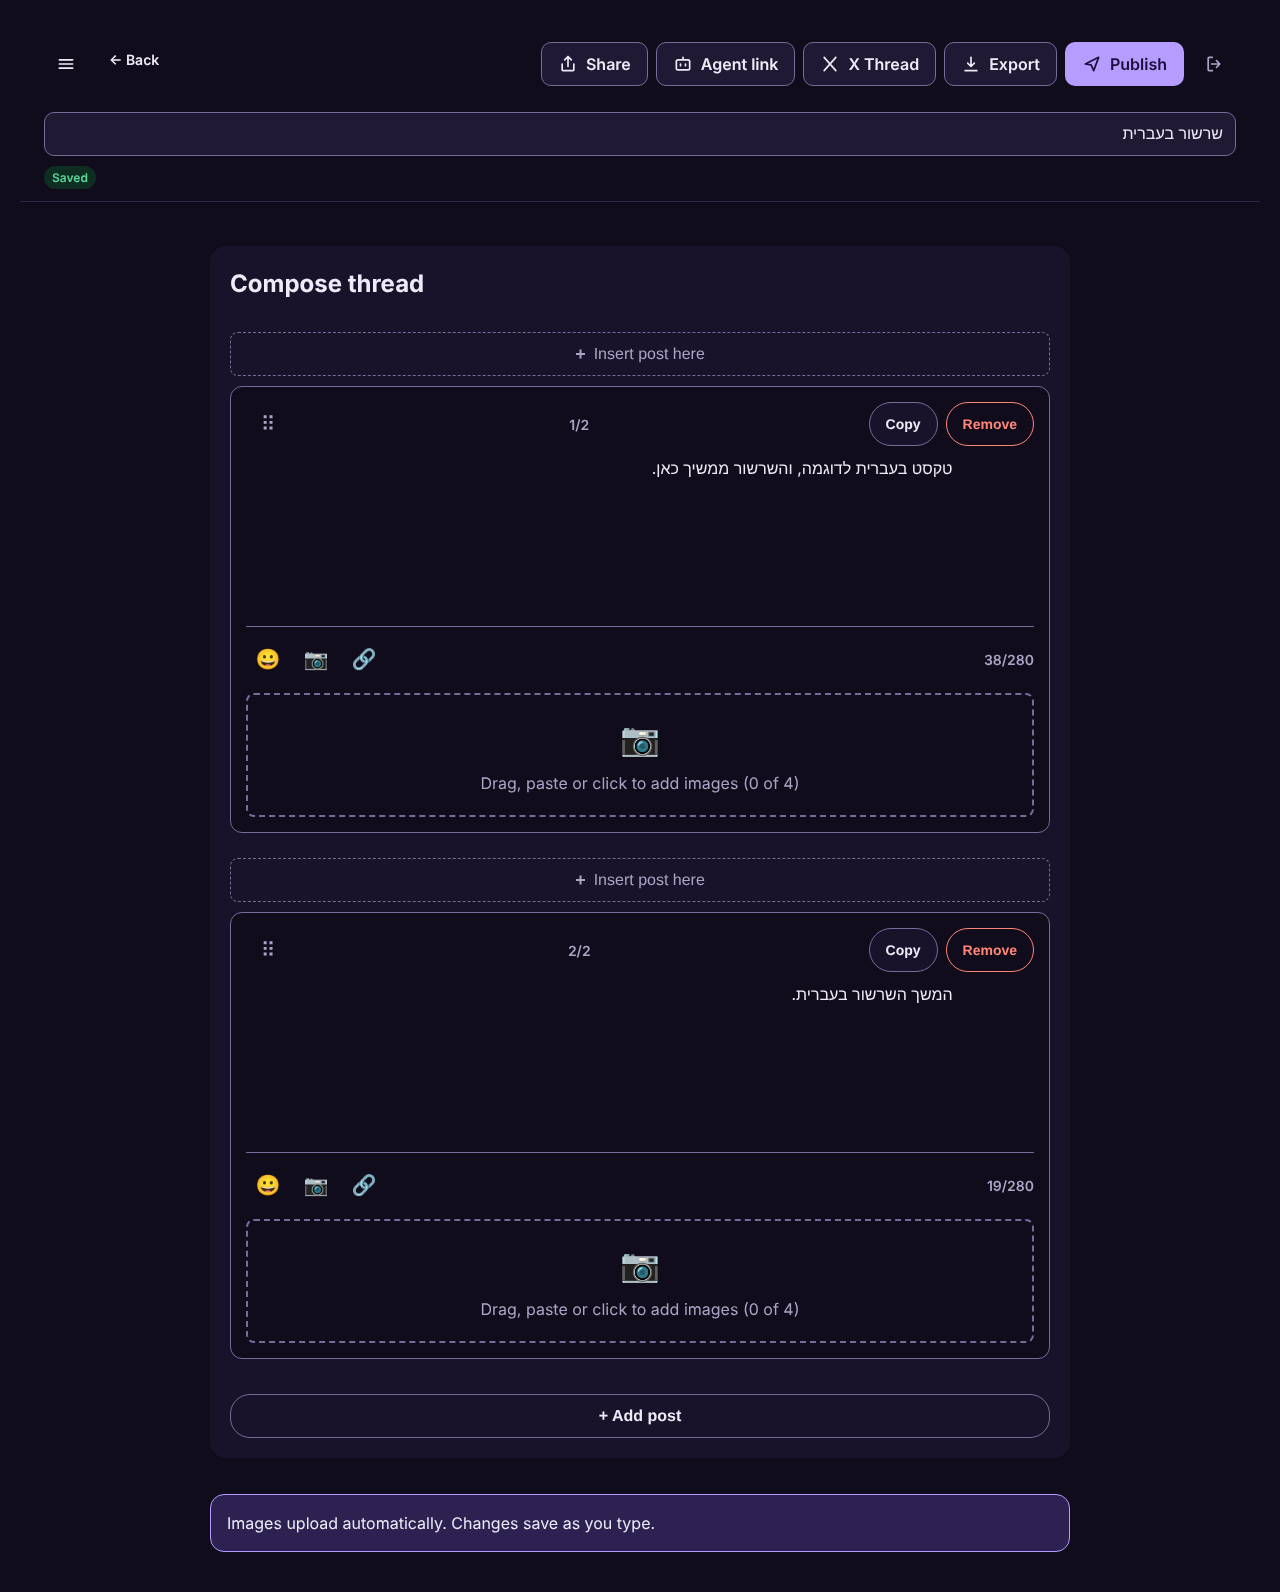 ← Back
Share
Agent link
X Thread
Export
Publish
שרשור בעברית
Saved
Compose thread
+ Insert post here
1/2
Copy
Remove
טקסט בעברית לדוגמה, והשרשור ממשיך כאן.
38/280
Drag, paste or click to add images (0 of 4)
+ Insert post here
2/2
Copy
Remove
המשך השרשור בעברית.
19/280
Drag, paste or click to add images (0 of 4)
+ Add post
Images upload automatically. Changes save as you type.